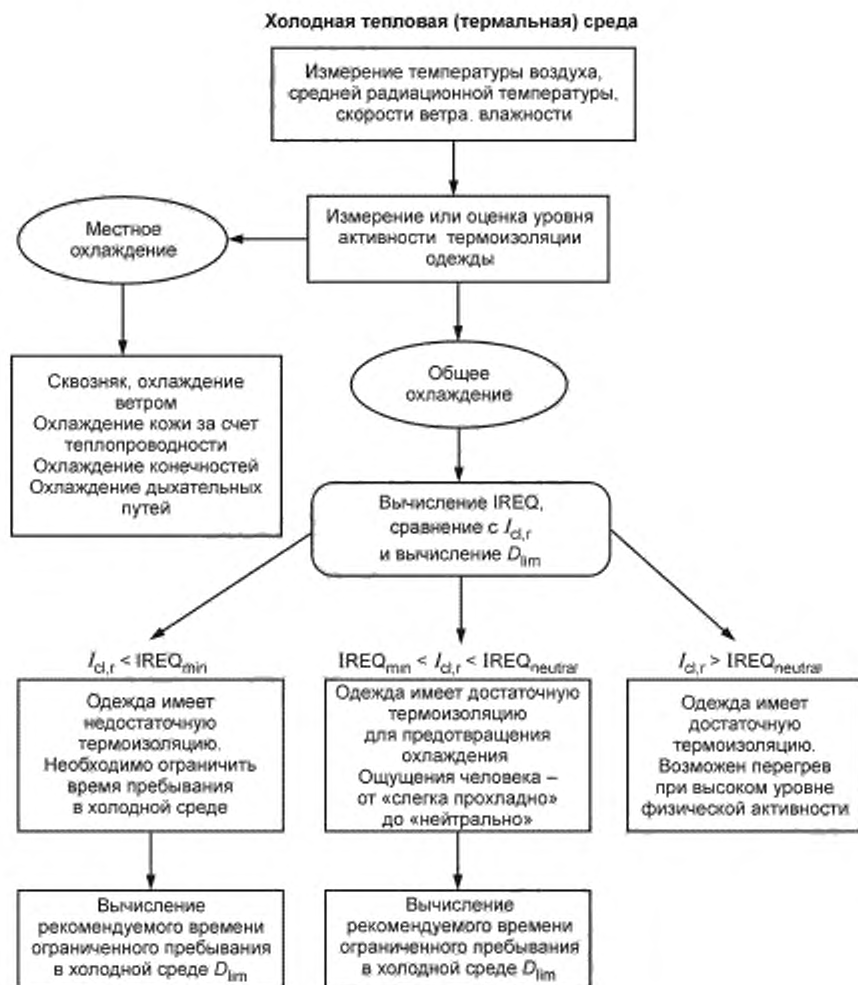 Холодная тепловая (термальная) среда
Измерение температуры воздуха,
средней радиационной температуры,
скорости ветра. влажности
Местное
охлаждение
Измерение или оценка уровня
активности термоизоляции
одежды
Сквозняк, охлаждение
ветром
Охлаждение кожи за счет
теплопроводности
Охлаждение конечностей
Охлаждение дыхательных
путей
Общее
охлаждение
Вычисление IREQ,
сравнение с Icl,r
и вычисление Dlim
Icl,r < IREQmin
Одежда имеет
недостаточную
термоизоляцию.
Необходимо ограничить
время пребывания
в холодной среде
Вычисление
рекомендуемого времени
ограниченного пребывания
в холодной среде Dlim
IREQmin < Icl,r < IREQneutral
Одежда имеет достаточную
термоизоляцию
для предотвращения
охлаждения
Ощущения человека –
от «слегка прохладно»
до «нейтрально»
Вычисление
рекомендуемого времени
ограниченного пребывания
в холодной среде Dlim
Icl,r > IREQneutral
Одежда имеет
достаточную
термоизоляцию.
Возможен перегрев
при высоком уровне
физической активности